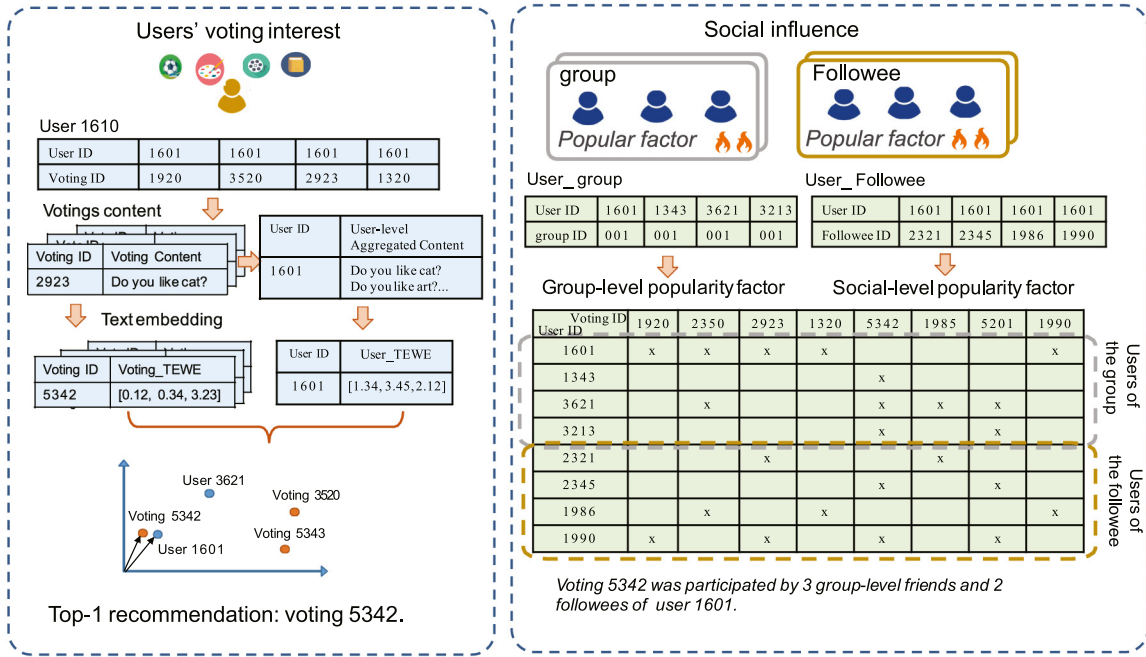 Users' voting interest
User 1610
User ID 1601 1601 1601 1601
Voting ID 1920 3520 2923 1320
Votings content
Voting ID Voting Content
2923 Do you like cat?
User ID User-level
Aggregated Content
1601 Do you like cat?
Do you like art?...
Text embedding
Voting ID Voting_TEWE
5342 [0.12, 0.34, 3.23]
User ID User_TEWE
1601 [1.34, 3.45, 2.12]
User 3621
Voting 3520
Voting 5342
User 1601
Voting 5343
Top-1 recommendation: voting 5342.
Social influence
group
Popular factor
Followee
Popular factor
User_ group
User ID 1601 1343 3621 3213
group ID 001 001 001 001
User_ Followee
User ID 1601 1601 1601 1601
Followee ID 2321 2345 1986 1990
Group-level popularity factor
Social-level popularity factor
Voting ID
User ID
1920 2350 2923 1320 5342 1985 5201 1990
1601 x x x x x
1343 x
3621 x x x x
3213 x x
2321 x x
2345 x x
1986 x x x
1990 x x x x
Users of
the group
Users of
the followee
Voting 5342 was participated by 3 group-level friends and 2
followees of user 1601.